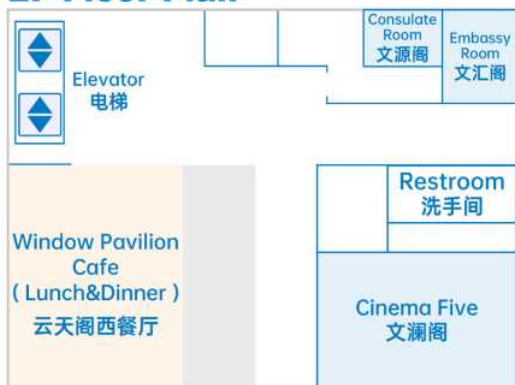 Elevator
电梯
Consulate
Room
文源阁
Embassy
Room
文汇阁
Restroom
洗手间
Window Pavilion
Cafe
( Lunch&Dinner )
云天阁西餐厅
Cinema Five
文澜阁